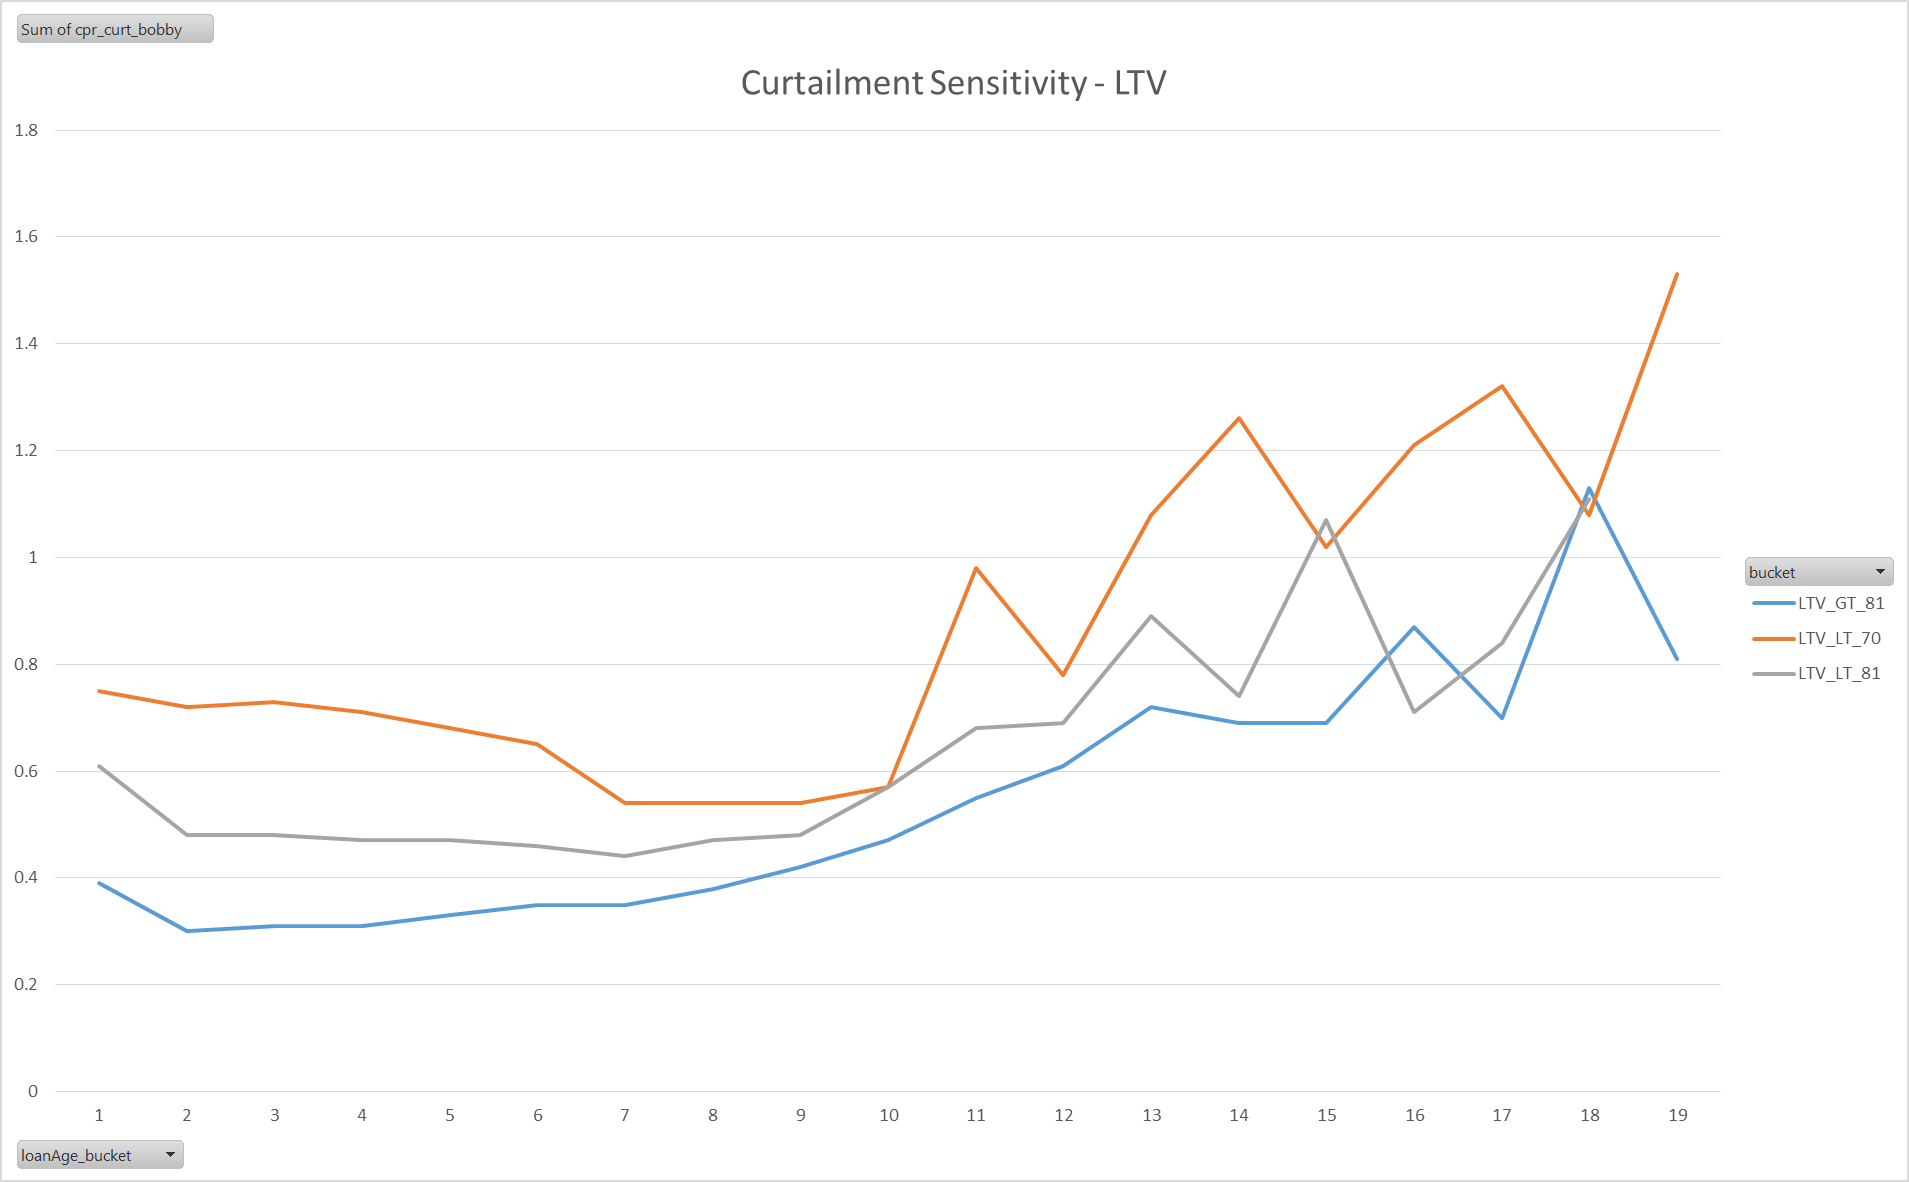 Sum of cpr_curt_bobby
Curtailment Sensitivity - LTV
1.8
1.6
1.4
1.2
1
0.8
0.6
0.4
0.2
0
1 2 3 4 5 6 7 8 9 10 11 12 13 14 15 16 17 18 19
bucket
LTV_GT_81
LTV_LT_70
LTV_LT_81
loanAge_bucket